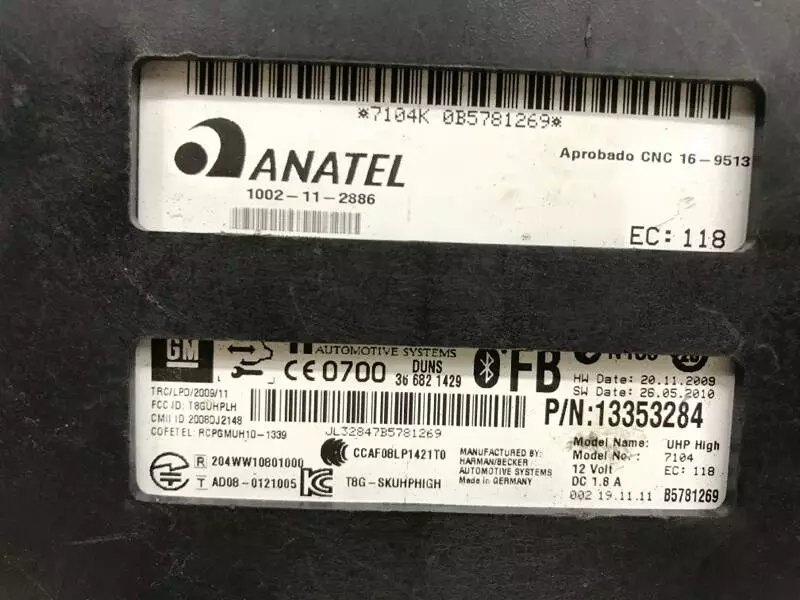 *7104K 0B5781269*
ANATEL
Aprobado CNC 16-9513
1002-11-2886
EC: 118
GM
AUTOMOTIVE SYSTEMS
CE0700
DUNS
36 682 1429
FB
HW Date: 20.11.2009
SW Date: 26.05.2010
TRC/LPD/2009/11
FCC ID: T8GUHPLH
CMII ID 2008DJ2148
COFETEL: RCPGMUH10-1339
JL32847B5781269
P/N:13353284
R 204WW10801000
T AD08-0121005
CCAF08LP1421T0
T8G-SKUHPHIGH
MANUFACTURED BY:
HARMAN/BECKER
AUTOMOTIVE SYSTEMS
Made in GERMANY
Model Name: UHP High
Model No: 7104
12 Volt EC: 118
DC 1.8 A
002 19.11.11 B5781269